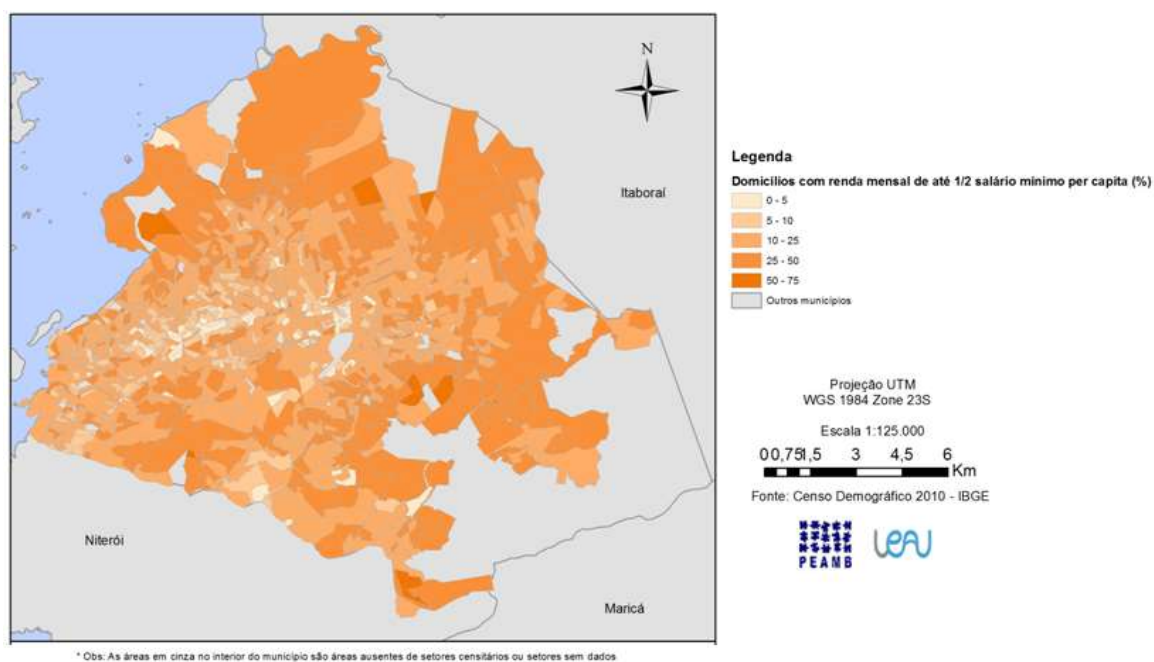 N
Itaboraí
Niterói
Maricá
Legenda
Domicílios com renda mensal de até 1/2 salário mínimo per capita (%)
0 - 5
5 - 10
10 - 25
25 - 50
50 - 75
Outros municípios
Projeção UTM
WGS 1984 Zone 23S
Escala 1:125.000
0 0,75 1,5 3 4,5 6
Km
Fonte: Censo Demográfico 2010 - IBGE
PEAMB
* Obs: As áreas em cinza no interior do município são áreas ausentes de setores censitários ou setores sem dados